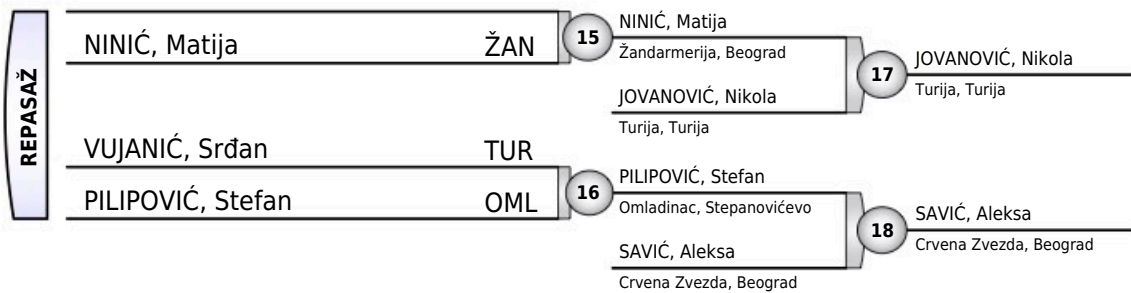 REPASAŽ
NINIĆ, Matija ŽAN
VUJANIĆ, Srđan TUR
PILIPOVIĆ, Stefan OML
15
16
NINIĆ, Matija
Žandarmerija, Beograd
JOVANOVIĆ, Nikola
Turija, Turija
PILIPOVIĆ, Stefan
Omladinac, Stepanovićevo
SAVIĆ, Aleksa
Crvena Zvezda, Beograd
17
18
JOVANOVIĆ, Nikola
Turija, Turija
SAVIĆ, Aleksa
Crvena Zvezda, Beograd